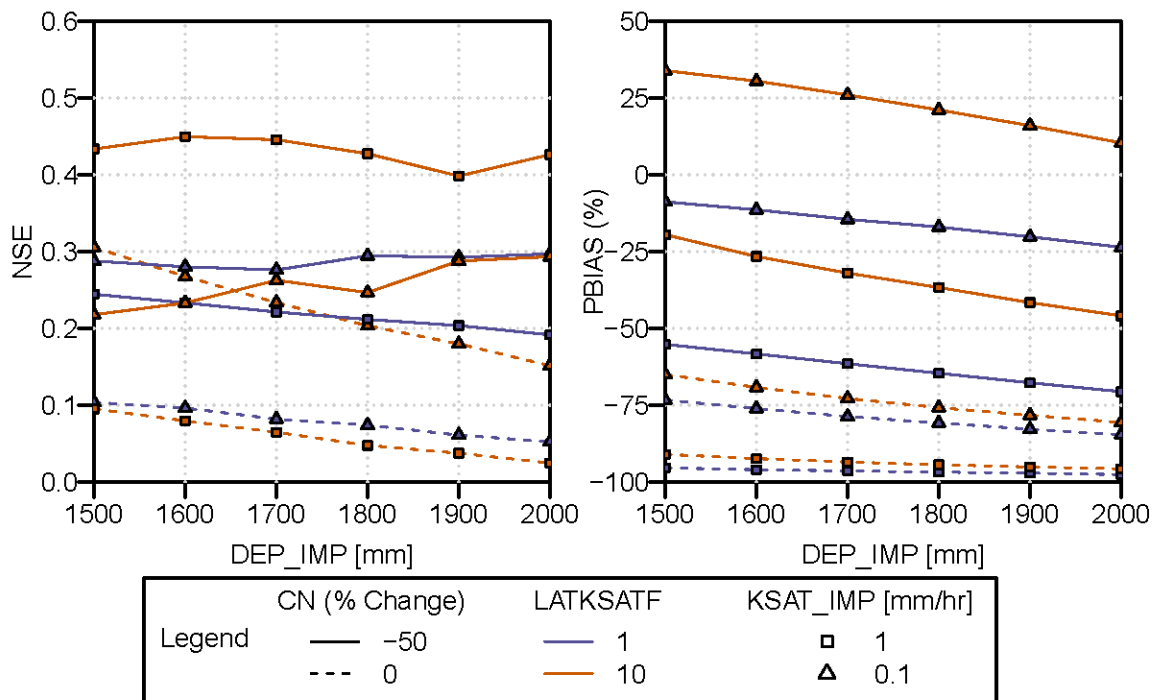 NSE
0.6
0.5
0.4
0.3
0.2
0.1
0.0
1500 1600 1700 1800 1900 2000
DEP_IMP [mm]
PBIAS (%)
50
25
0
−25
−50
−75
−100
1500 1600 1700 1800 1900 2000
DEP_IMP [mm]
Legend
CN (% Change) LATKSATF KSAT_IMP [mm/hr]
−50 1 1
0 10 0.1